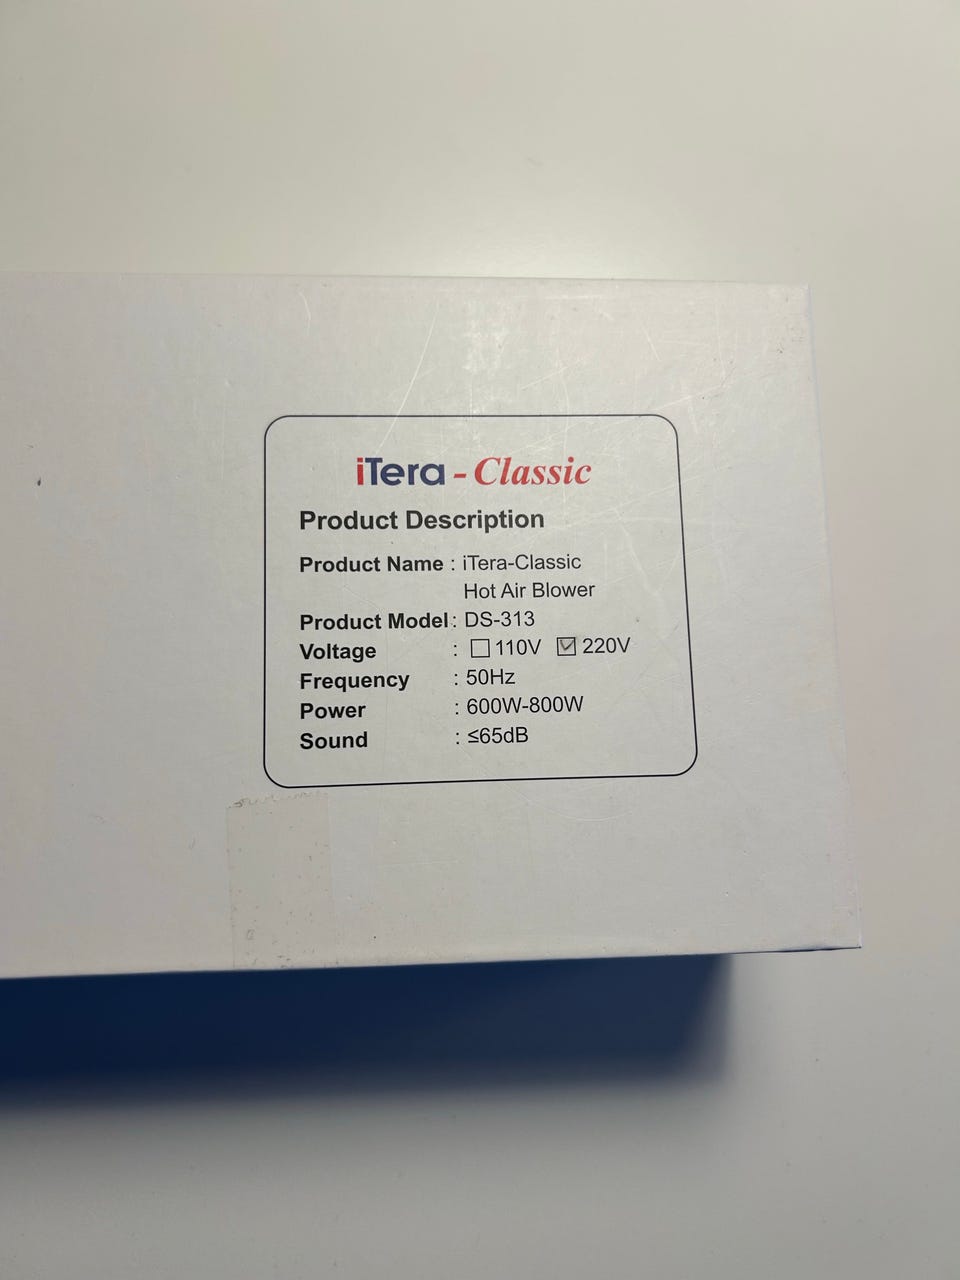 iTera-Classic
Product Description
Product Name : iTera-Classic
Hot Air Blower
Product Model : DS-313
Voltage : ☐ 110V ☑ 220V
Frequency : 50Hz
Power : 600W-800W
Sound : ≤65dB